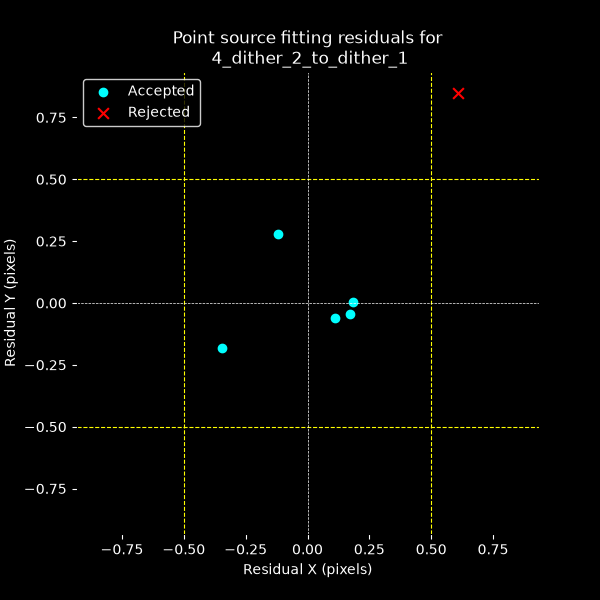 Point source fitting residuals for
4_dither_2_to_dither_1
Accepted
Rejected
Residual Y (pixels)
0.75
0.50
0.25
0.00
−0.25
−0.50
−0.75
−0.75 −0.50 −0.25 0.00 0.25 0.50 0.75
Residual X (pixels)